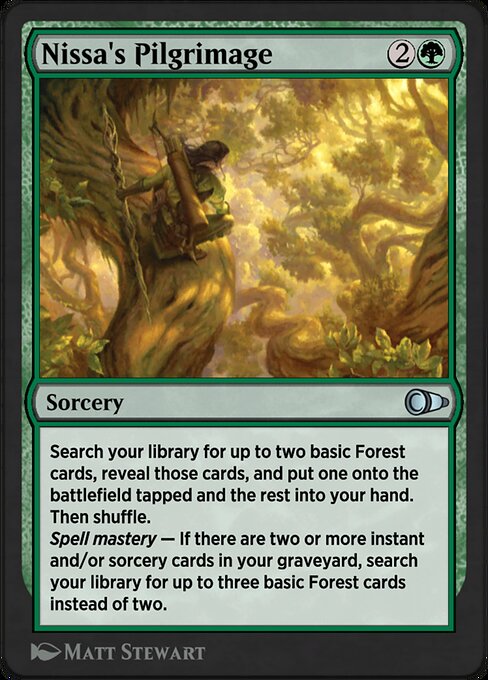 Nissa's Pilgrimage 2
Sorcery
Search your library for up to two basic Forest
cards, reveal those cards, and put one onto the
battlefield tapped and the rest into your hand.
Then shuffle.
Spell mastery — If there are two or more instant
and/or sorcery cards in your graveyard, search
your library for up to three basic Forest cards
instead of two.
MATT STEWART